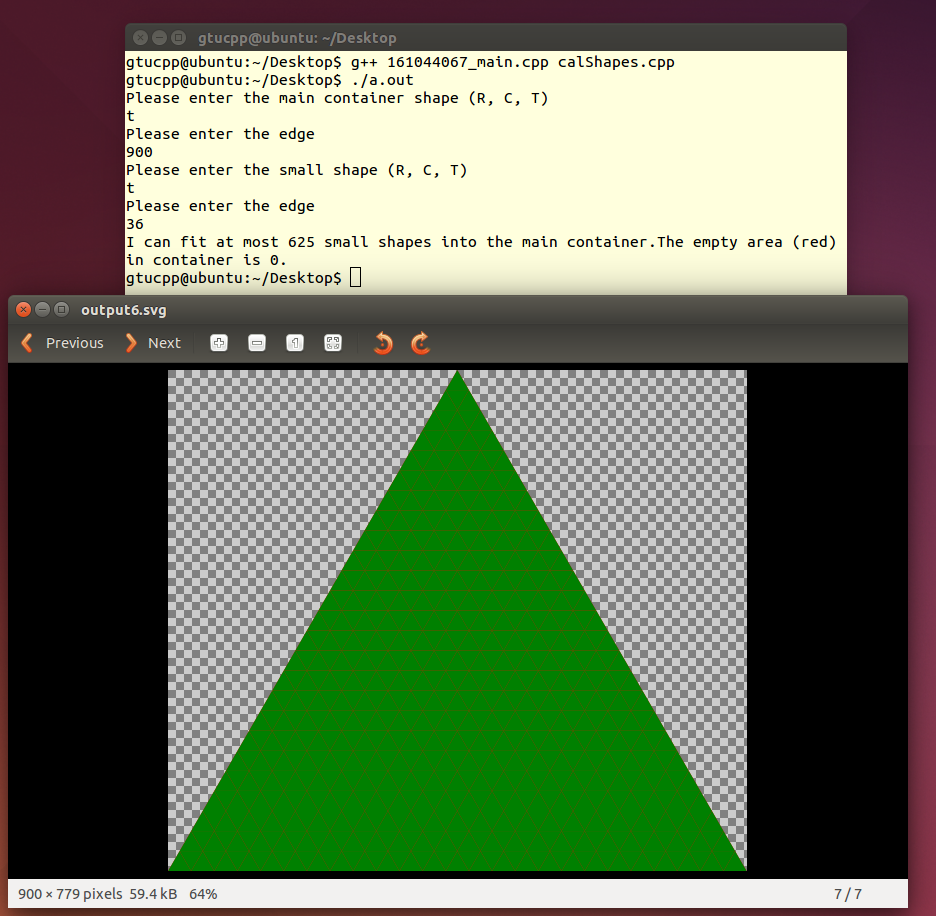 gtucpp@ubuntu: ~/Desktop
gtucpp@ubuntu:~/Desktop$ g++ 161044067_main.cpp calShapes.cpp
gtucpp@ubuntu:~/Desktop$ ./a.out
Please enter the main container shape (R, C, T)
t
Please enter the edge
900
Please enter the small shape (R, C, T)
t
Please enter the edge
36
I can fit at most 625 small shapes into the main container.The empty area (red)
in container is 0.
gtucpp@ubuntu:~/Desktop$
output6.svg
Previous Next
900 × 779 pixels 59.4 kB 64% 7 / 7